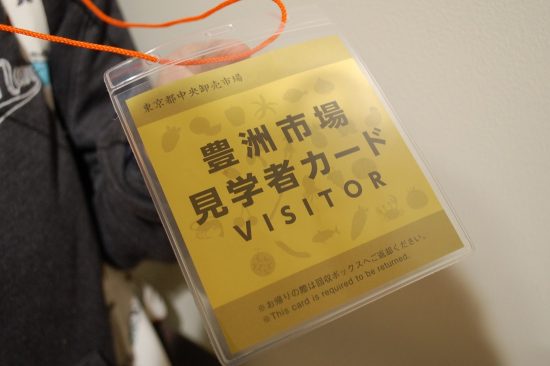 東京都中央卸売市場
豊洲市場
見学者カード
VISITOR
※お帰りの際は回収ボックスへご返却ください。
※This card is required to be returned.